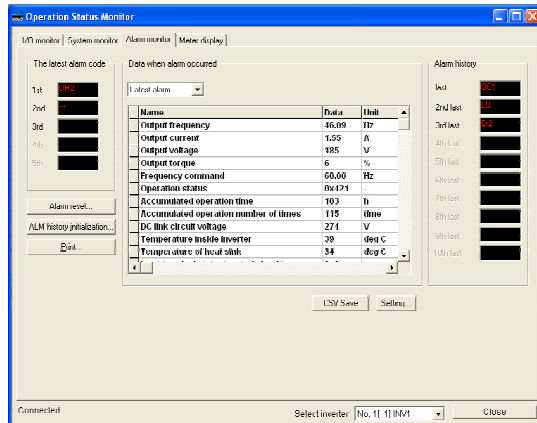 Operation Status Monitor
I/O monitor System monitor Alarm monitor Meter display
The latest alarm code
1st OH2
2nd ---
3rd
4th
5th
Alarm reset...
ALM history initialization...
Print...
Data when alarm occurred
Latest alarm
Name Data Unit
Output frequency 46.09 Hz
Output current 1.55 A
Output voltage 185 V
Output torque 6 %
Frequency command 60.00 Hz
Operation status 0x421 -
Accumulated operation time 103 h
Accumulated operation number of times 115 time
DC link circuit voltage 274 V
Temperature inside inverter 39 deg C
Temperature of heat sink 34 deg C
CSV Save Setting...
Alarm history
last OC1
2nd last LU
3rd last
4th last
5th last
6th last
7th last
8th last
9th last
10th last
Connected
Select inverter No. 1[ 1] INV1
Close